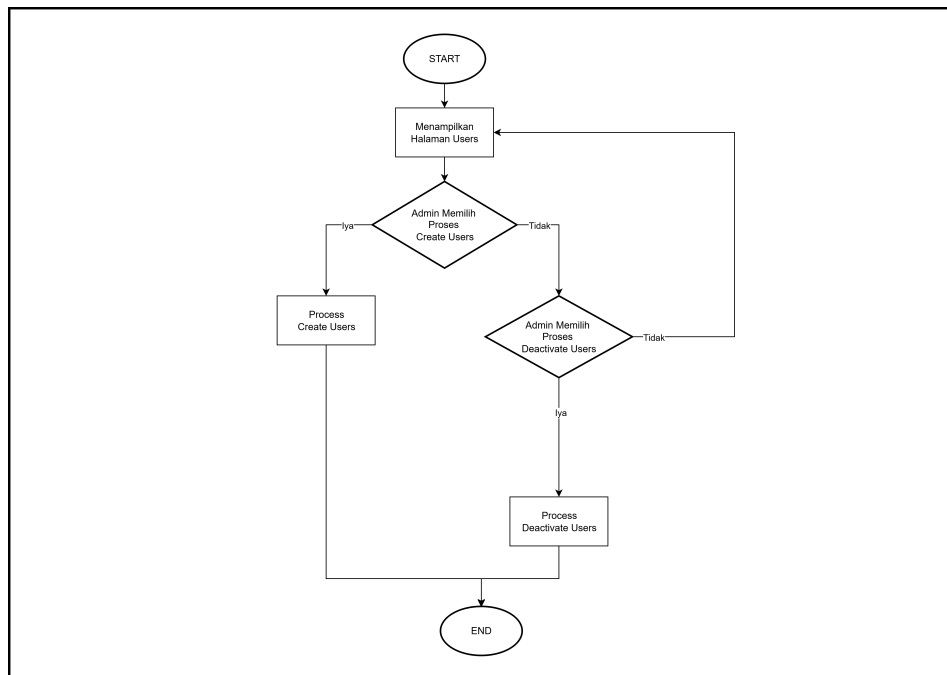 START
Menampilkan
Halaman Users
Admin Memilih
Proses
Create Users
Iya
Tidak
Process
Create Users
Admin Memilih
Proses
Deactivate Users
Tidak
Iya
Process
Deactivate Users
END